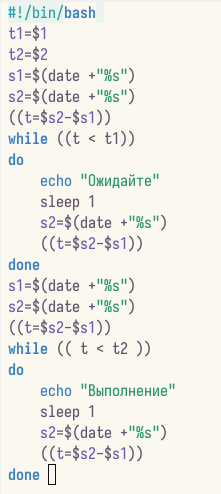 #!/bin/bash
t1=$1
t2=$2
s1=$(date +"%s")
s2=$(date +"%s")
((t=$s2-$s1))
while ((t < t1))
do
    echo "Ожидайте"
    sleep 1
    s2=$(date +"%s")
    ((t=$s2-$s1))
done
s1=$(date +"%s")
s2=$(date +"%s")
((t=$s2-$s1))
while (( t < t2 ))
do
    echo "Выполнение"
    sleep 1
    s2=$(date +"%s")
    ((t=$s2-$s1))
done